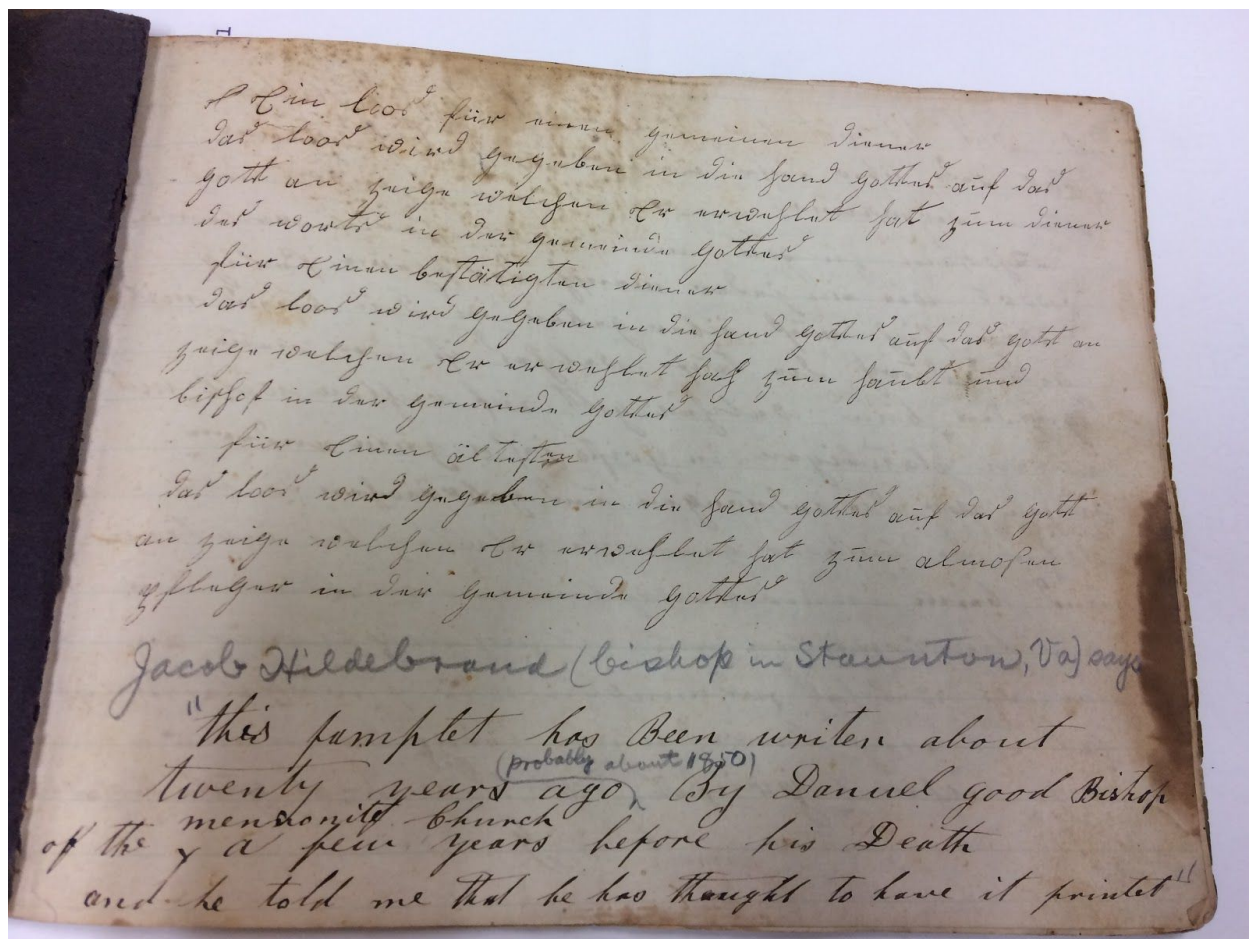 Ein loos für einen gemeinen diener
das loos wird gegeben in die hand gottes auf das
gott an zeige welchen Er erwehlet hat zum diener
des worts in der gemeinde gottes
für Einen bestätigten diener
das loos wird gegeben in die hand gottes auf das gott an
zeige welchen Er erwehlet hat zum haubt und
bischof in der gemeinde gottes
für Einen ältesten
das loos wird gegeben in die hand gottes auf das gott
an zeige welchen Er erwehlet hat zum almosen
pfleger in der gemeinde gottes
Jacob Hildebrand (bishop in Staunton, Va) says
"this pamplet has Been writen about
(probably about 1850)
twenty years ago By Danuel good Bishop
mennonite Church
of the a few years before his Death
and he told me that he has thaught to have it printet"